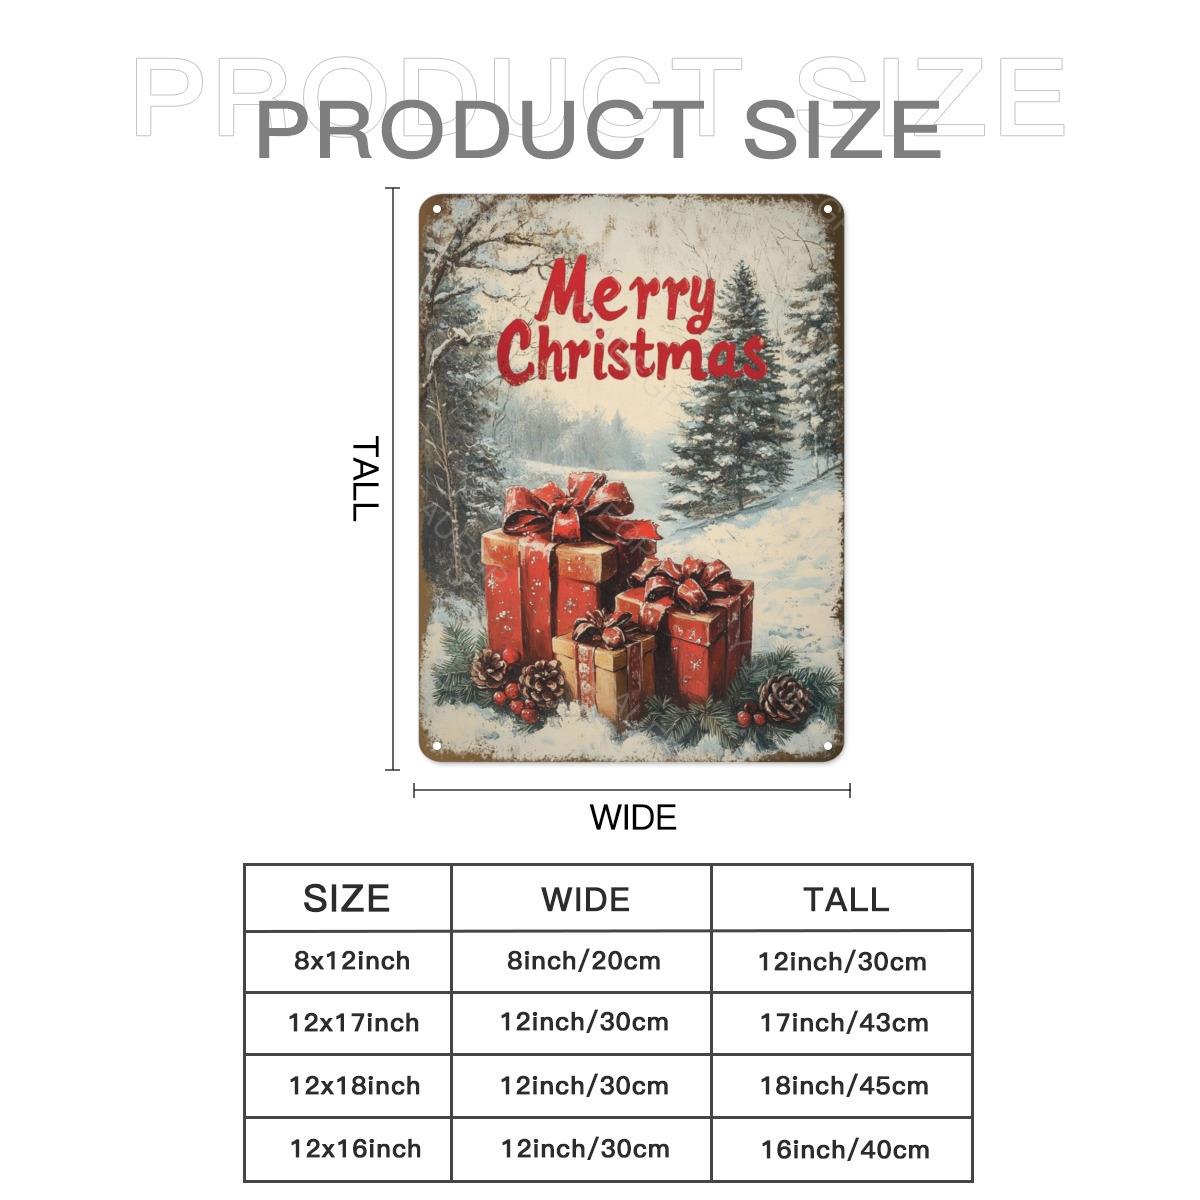 PRODUCT SIZE
PRODUCT SIZE
Merry
Christmas
TALL
WIDE
SIZE WIDE TALL
8x12inch 8inch/20cm 12inch/30cm
12x17inch 12inch/30cm 17inch/43cm
12x18inch 12inch/30cm 18inch/45cm
12x16inch 12inch/30cm 16inch/40cm